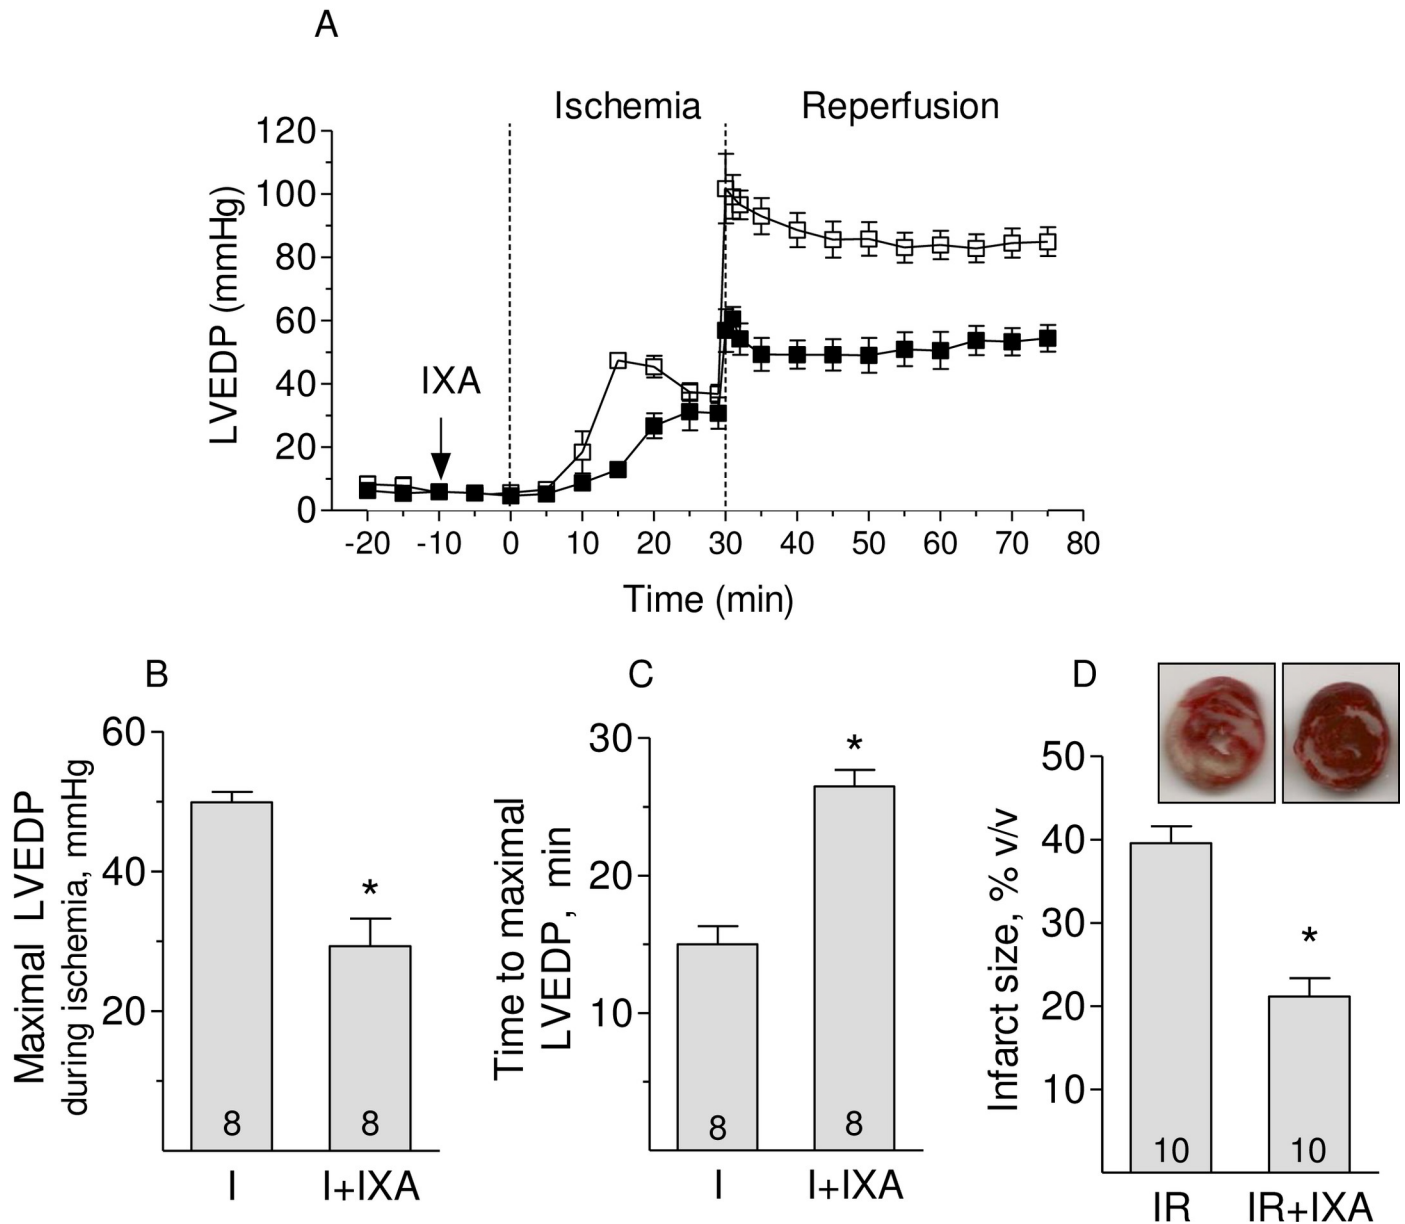 A
Ischemia
Reperfusion
120
100
80
60
40
20
0
LVEDP (mmHg)
IXA
-20 -10 0 10 20 30 40 50 60 70 80
Time (min)
B
60
40
20
Maximal LVEDP
during ischemia, mmHg
*
8
8
I
I+IXA
C
30
20
10
Time to maximal
LVEDP, min
*
8
8
I
I+IXA
D
50
40
30
20
10
Infarct size, % v/v
*
10
10
IR
IR+IXA